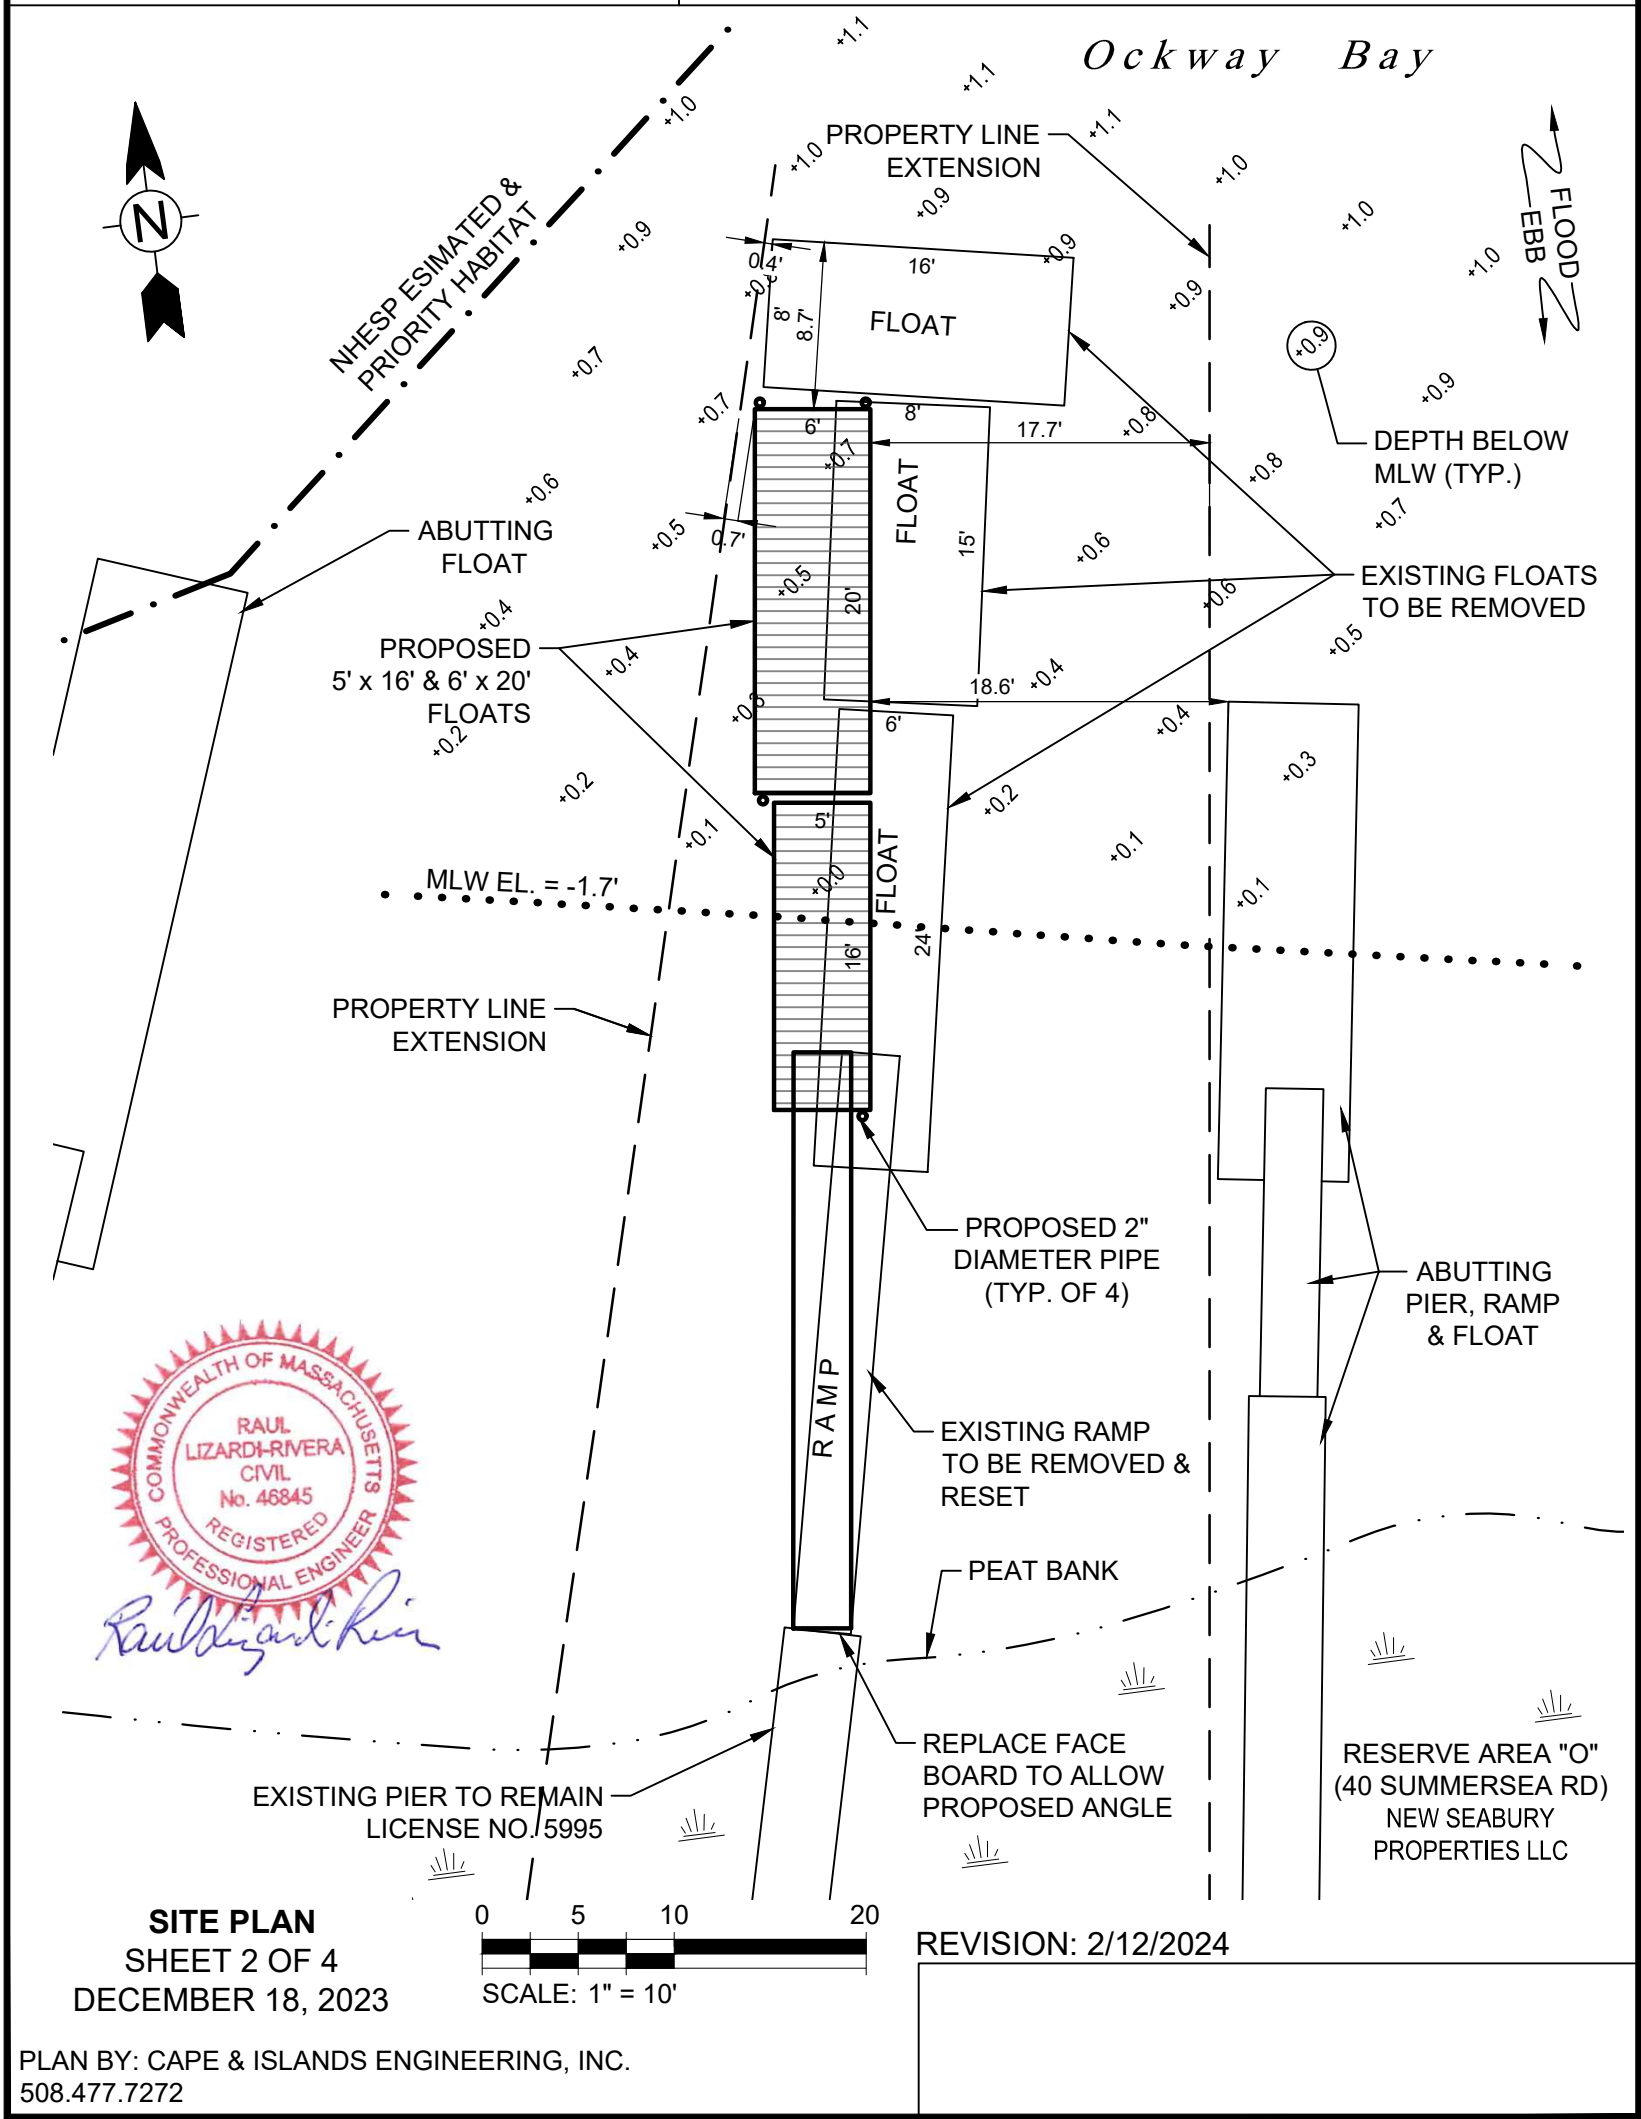 Ockway Bay
+1.1
+1.1
+1.0
+1.1
+1.0
PROPERTY LINE
EXTENSION
+1.0
+0.9
+1.0
+0.9
+0.9
+1.0
+0.9
N
NHESP ESIMATED &
PRIORITY HABITAT
FLOOD
EBB
0.4'
16'
8'
8.7'
FLOAT
+0.9
DEPTH BELOW
MLW (TYP.)
+0.7
+0.9
+0.7
6'
8'
17.7'
+0.8
+0.7
FLOAT
+0.8
+0.7
+0.6
ABUTTING
FLOAT
+0.5
0.7'
15'
+0.6
+0.5
20'
+0.6
EXISTING FLOATS
TO BE REMOVED
+0.4
+0.5
PROPOSED
5' x 16' & 6' x 20'
FLOATS
+0.4
18.6'
+0.4
+0.3
6'
+0.4
+0.2
+0.3
+0.2
+0.2
+0.1
5'
+0.1
+0.0
FLOAT
+0.1
MLW EL. = -1.7'
16'
24'
PROPERTY LINE
EXTENSION
PROPOSED 2"
DIAMETER PIPE
(TYP. OF 4)
ABUTTING
PIER, RAMP
& FLOAT
RAMP
EXISTING RAMP
TO BE REMOVED &
RESET
COMMONWEALTH OF MASSACHUSETTS
RAUL
LIZARDI-RIVERA
CIVIL
No. 46845
REGISTERED
PROFESSIONAL ENGINEER
PEAT BANK
REPLACE FACE
BOARD TO ALLOW
PROPOSED ANGLE
EXISTING PIER TO REMAIN
LICENSE NO. 5995
RESERVE AREA "O"
(40 SUMMERSEA RD)
NEW SEABURY
PROPERTIES LLC
SITE PLAN
SHEET 2 OF 4
DECEMBER 18, 2023
0 5 10 20
SCALE: 1" = 10'
REVISION: 2/12/2024
PLAN BY: CAPE & ISLANDS ENGINEERING, INC.
508.477.7272